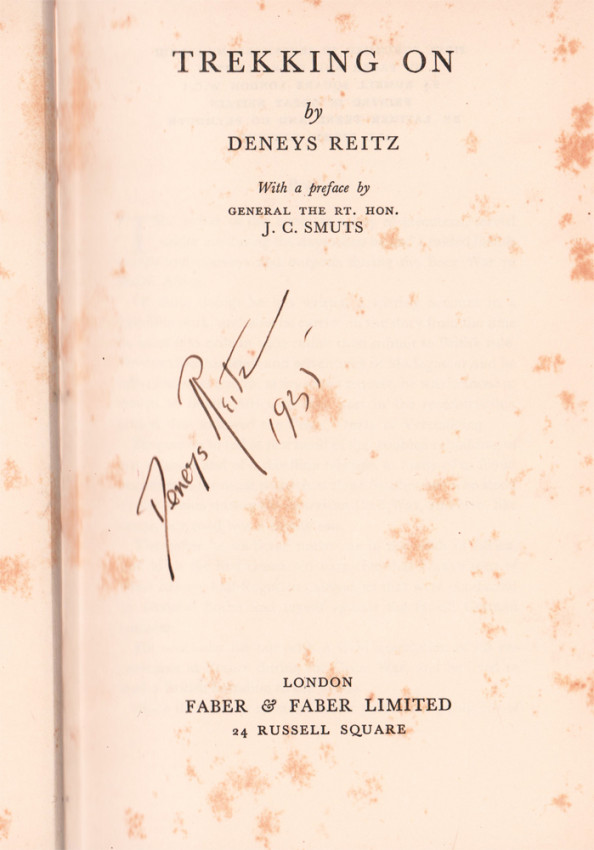 TREKKING ON
by
DENEYS REITZ
With a preface by
GENERAL THE RT. HON.
J. C. SMUTS
Deneys Reitz
1935
LONDON
FABER & FABER LIMITED
24 RUSSELL SQUARE